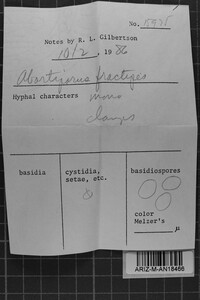 No.
Notes by R. L. Gilbertson
10/2, 1986
Abortiporus fractipes
Hyphal characters mono
clamps
basidia
cystidia,
setae, etc.
basidiospores
color
Melzer's
μ
ARIZ-M-AN18466